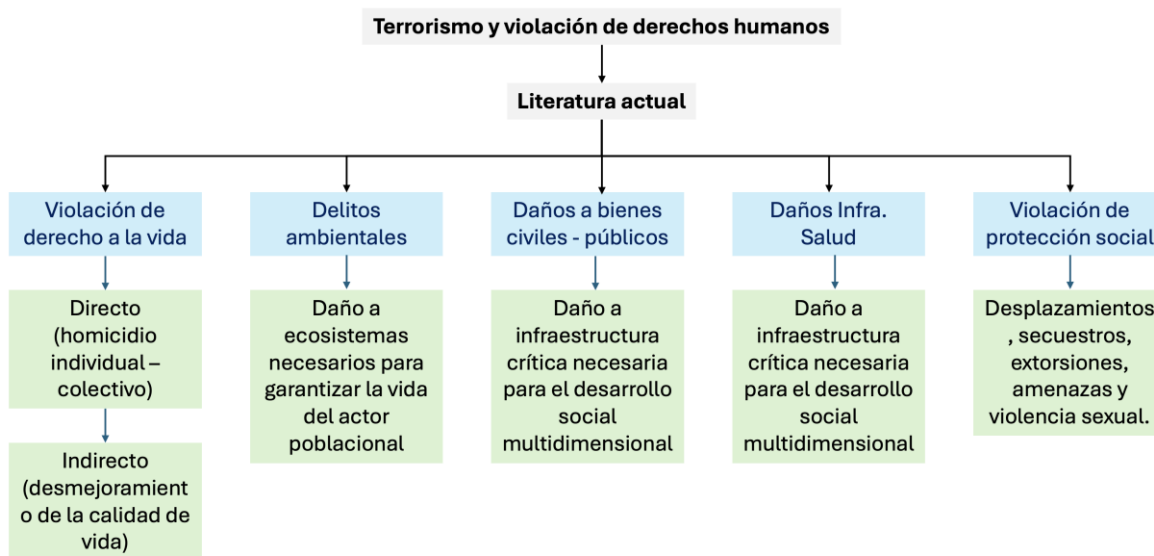 Terrorismo y violación de derechos humanos
Literatura actual
Violación de
derecho a la vida
Delitos
ambientales
Daños a bienes
civiles - públicos
Daños Infra.
Salud
Violación de
protección social
Directo
(homicidio
individual –
colectivo)
Daño a
ecosistemas
necesarios para
garantizar la vida
del actor
poblacional
Daño a
infraestructura
crítica necesaria
para el desarrollo
social
multidimensional
Daño a
infraestructura
crítica necesaria
para el desarrollo
social
multidimensional
Desplazamientos
, secuestros,
extorsiones,
amenazas y
violencia sexual.
Indirecto
(desmejoramient
o de la calidad de
vida)